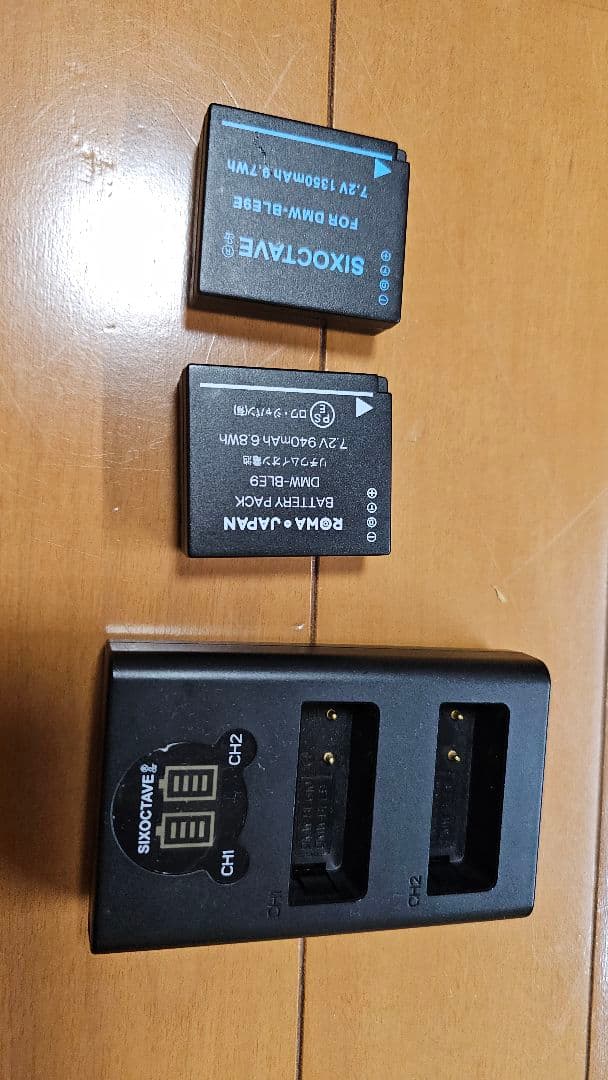 SIXOCTAVE
FOR DMW-BLE9E
7.2V 1350mAh 9.7Wh
ROWA JAPAN
BATTERY PACK
DMW-BLE9
リチウムイオン電池
7.2V 940mAh 6.8Wh
PSE ロワ・ジャパン(有)
SIXOCTAVE®
CH1
CH2
CH1
CH2